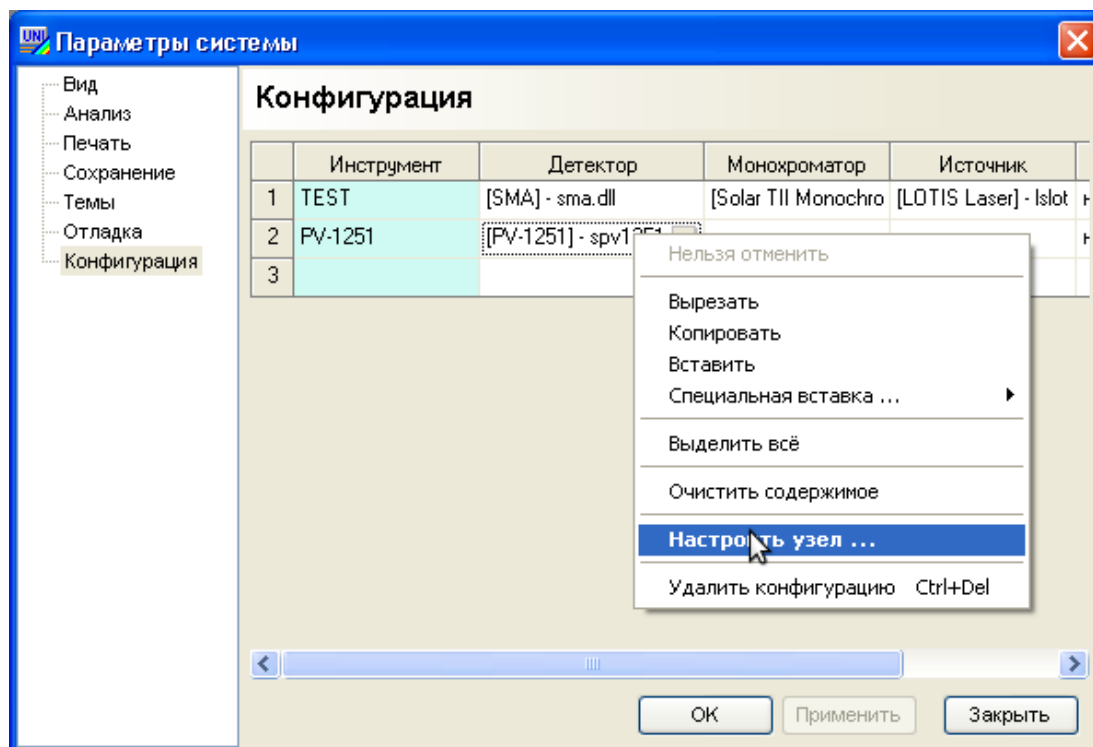 UNI Параметры системы
Вид
Анализ
Печать
Сохранение
Темы
Отладка
Конфигурация
Конфигурация
Инструмент Детектор Монохроматор Источник
1 TEST [SMA] - sma.dll [Solar TII Monochro [LOTIS Laser] - lslot
2 PV-1251 [PV-1251] - spv1251
3
Нельзя отменить
Вырезать
Копировать
Вставить
Специальная вставка ...
Выделить всё
Очистить содержимое
Настроить узел ...
Удалить конфигурацию Ctrl+Del
OK Применить Закрыть